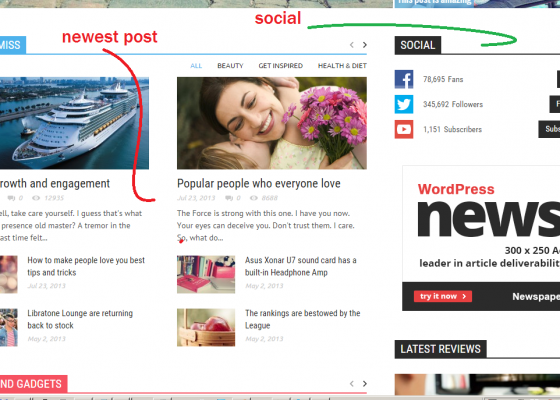 This post is amazing
social
newest post
MISS
SOCIAL
ALL BEAUTY GET INSPIRED HEALTH & DIET
78,695 Fans
345,692 Followers
1,151 Subscribers
Subs
rowth and engagement
0 12935
ell, take care yourself. I guess that's what
presence old master? A tremor in the
ast time felt...
Popular people who everyone love
Jul 23, 2013 0 8688
The Force is strong with this one. I have you now.
Your eyes can deceive you. Don't trust them. I care.
So, what do...
How to make people love you best
tips and tricks
Jul 23, 2013
Asus Xonar U7 sound card has a
built-in Headphone Amp
May 2, 2013
Libratone Lounge are returning
back to stock
May 2, 2013
The rankings are bestowed by the
League
May 2, 2013
WordPress
news
300 x 250 A
leader in article deliverabilit
try it now
Newspape
LATEST REVIEWS
ND GADGETS